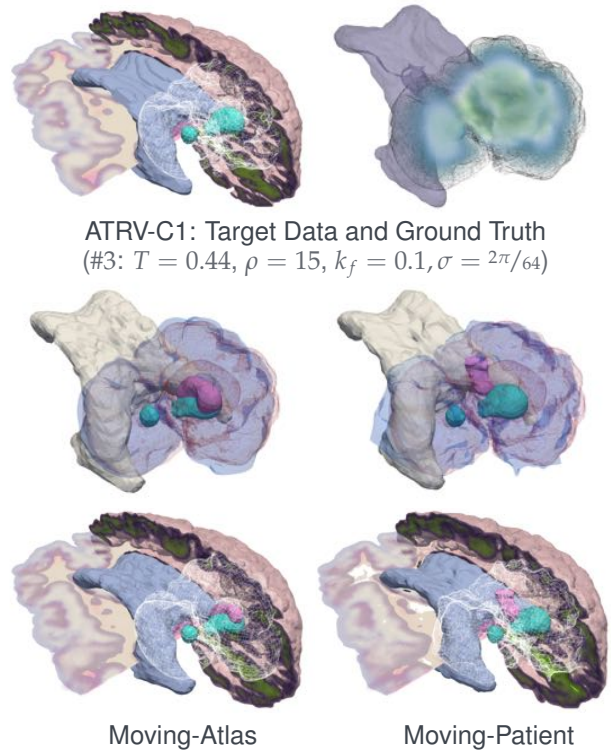 ATRV-C1: Target Data and Ground Truth
(#3: T = 0.44, ρ = 15, k_f = 0.1, σ = 2π/64)
Moving-Atlas Moving-Patient